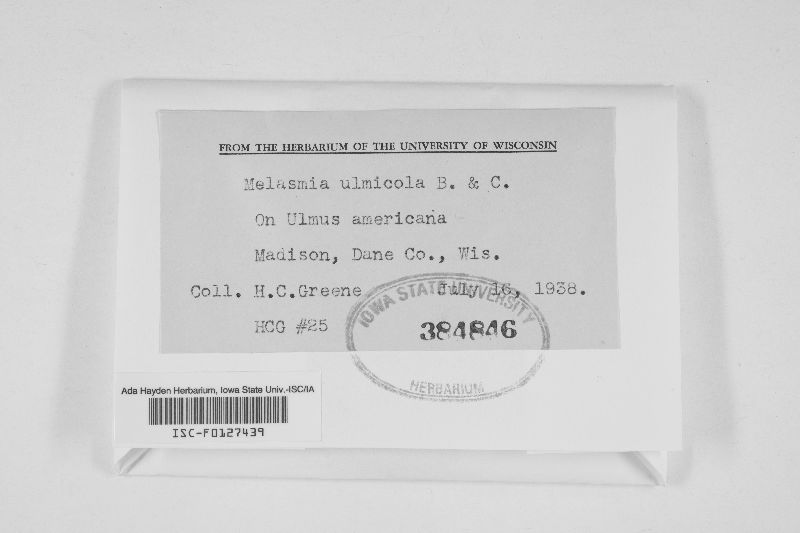 FROM THE HERBARIUM OF THE UNIVERSITY OF WISCONSIN
Melasmia ulmicola B. & C.
On Ulmus americana
Madison, Dane Co., Wis.
Coll. H.C.Greene July 16, 1938.
HCG #25
IOWA STATE UNIVERSITY
384846
HERBARIUM
Ada Hayden Herbarium, Iowa State Univ.-ISC/IA
ISC-F0127439